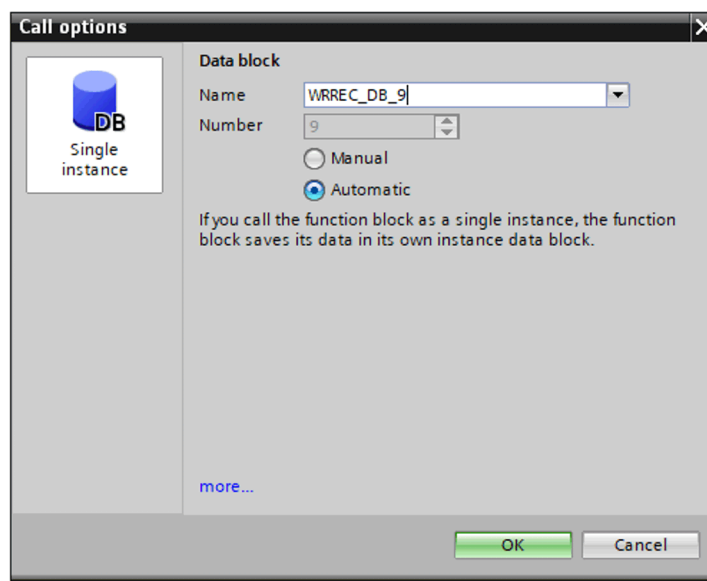 Call options
DB
Single
instance
Data block
Name
WRREC_DB_9
Number
9
Manual
Automatic
If you call the function block as a single instance, the function
block saves its data in its own instance data block.
more...
OK
Cancel